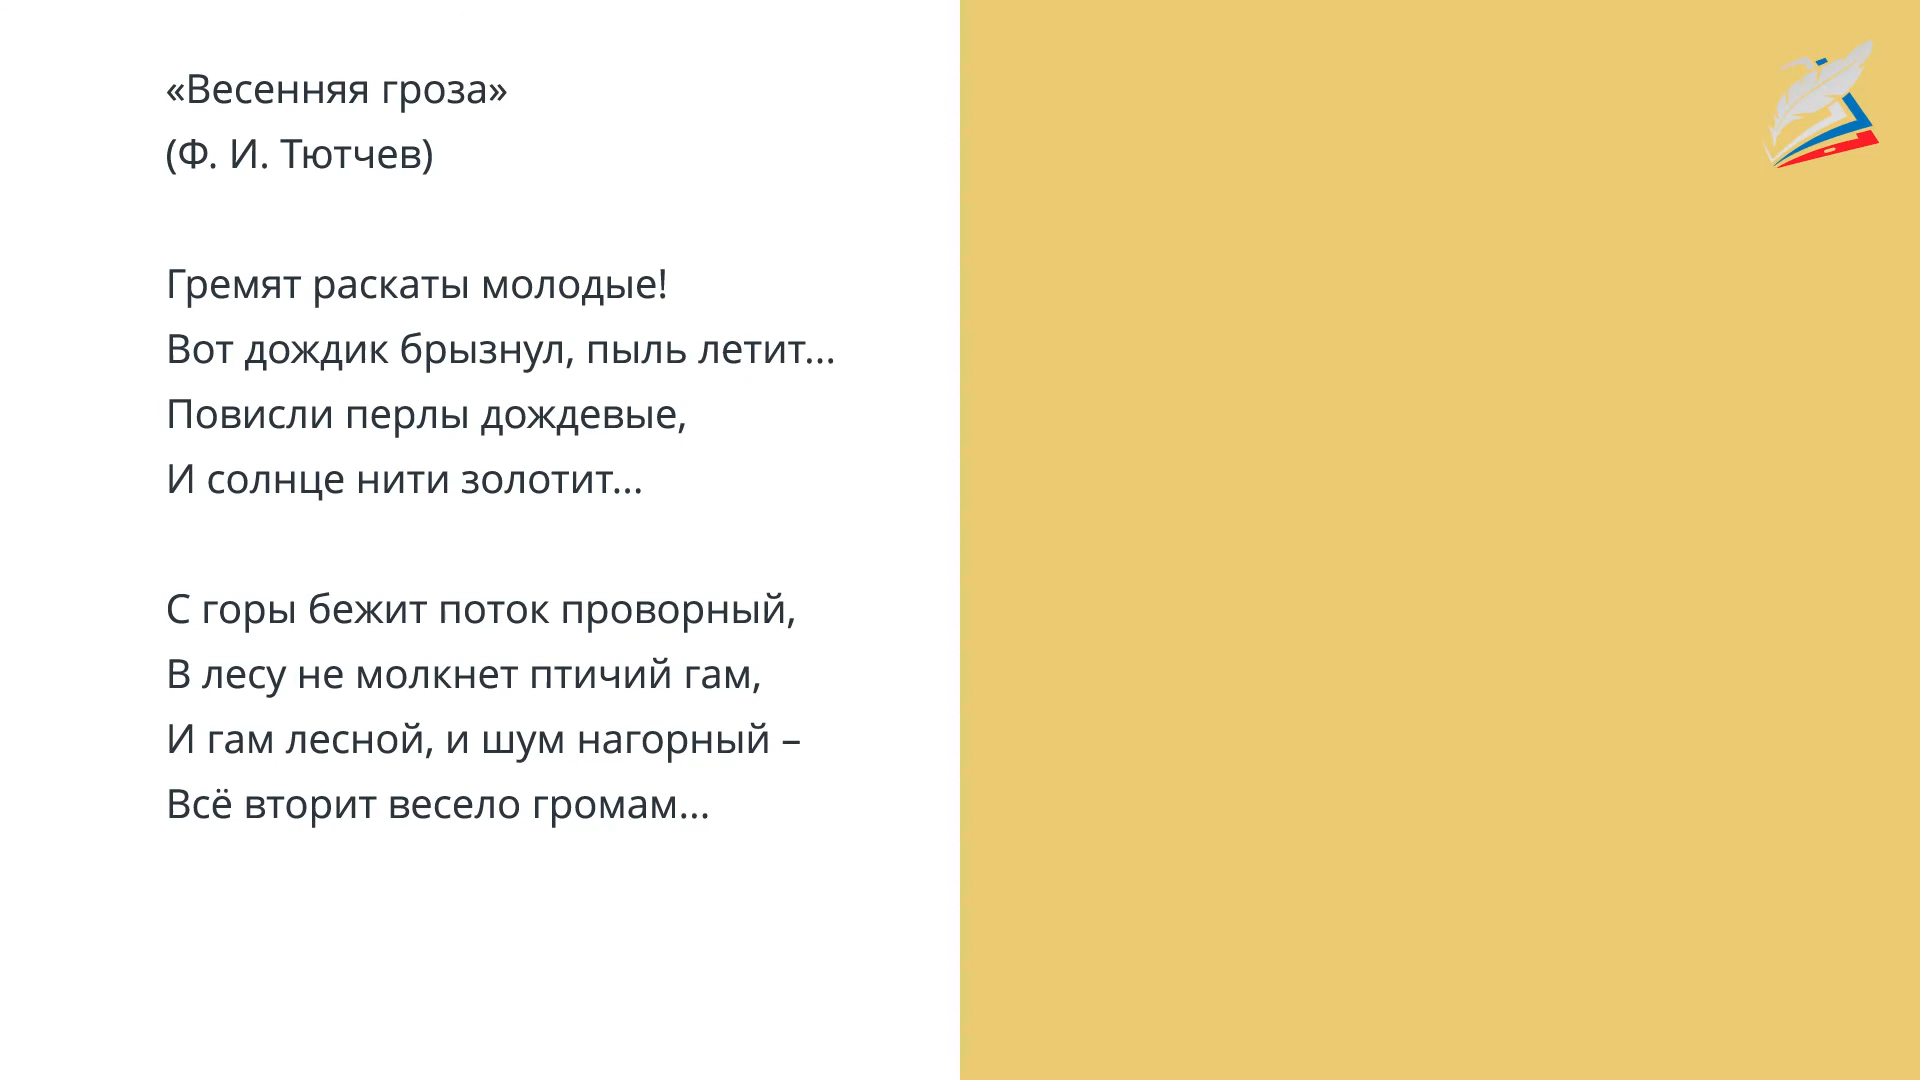 «Весенняя гроза»
(Ф. И. Тютчев)
Гремят раскаты молодые!
Вот дождик брызнул, пыль летит...
Повисли перлы дождевые,
И солнце нити золотит...
С горы бежит поток проворный,
В лесу не молкнет птичий гам,
И гам лесной, и шум нагорный –
Всё вторит весело громам...